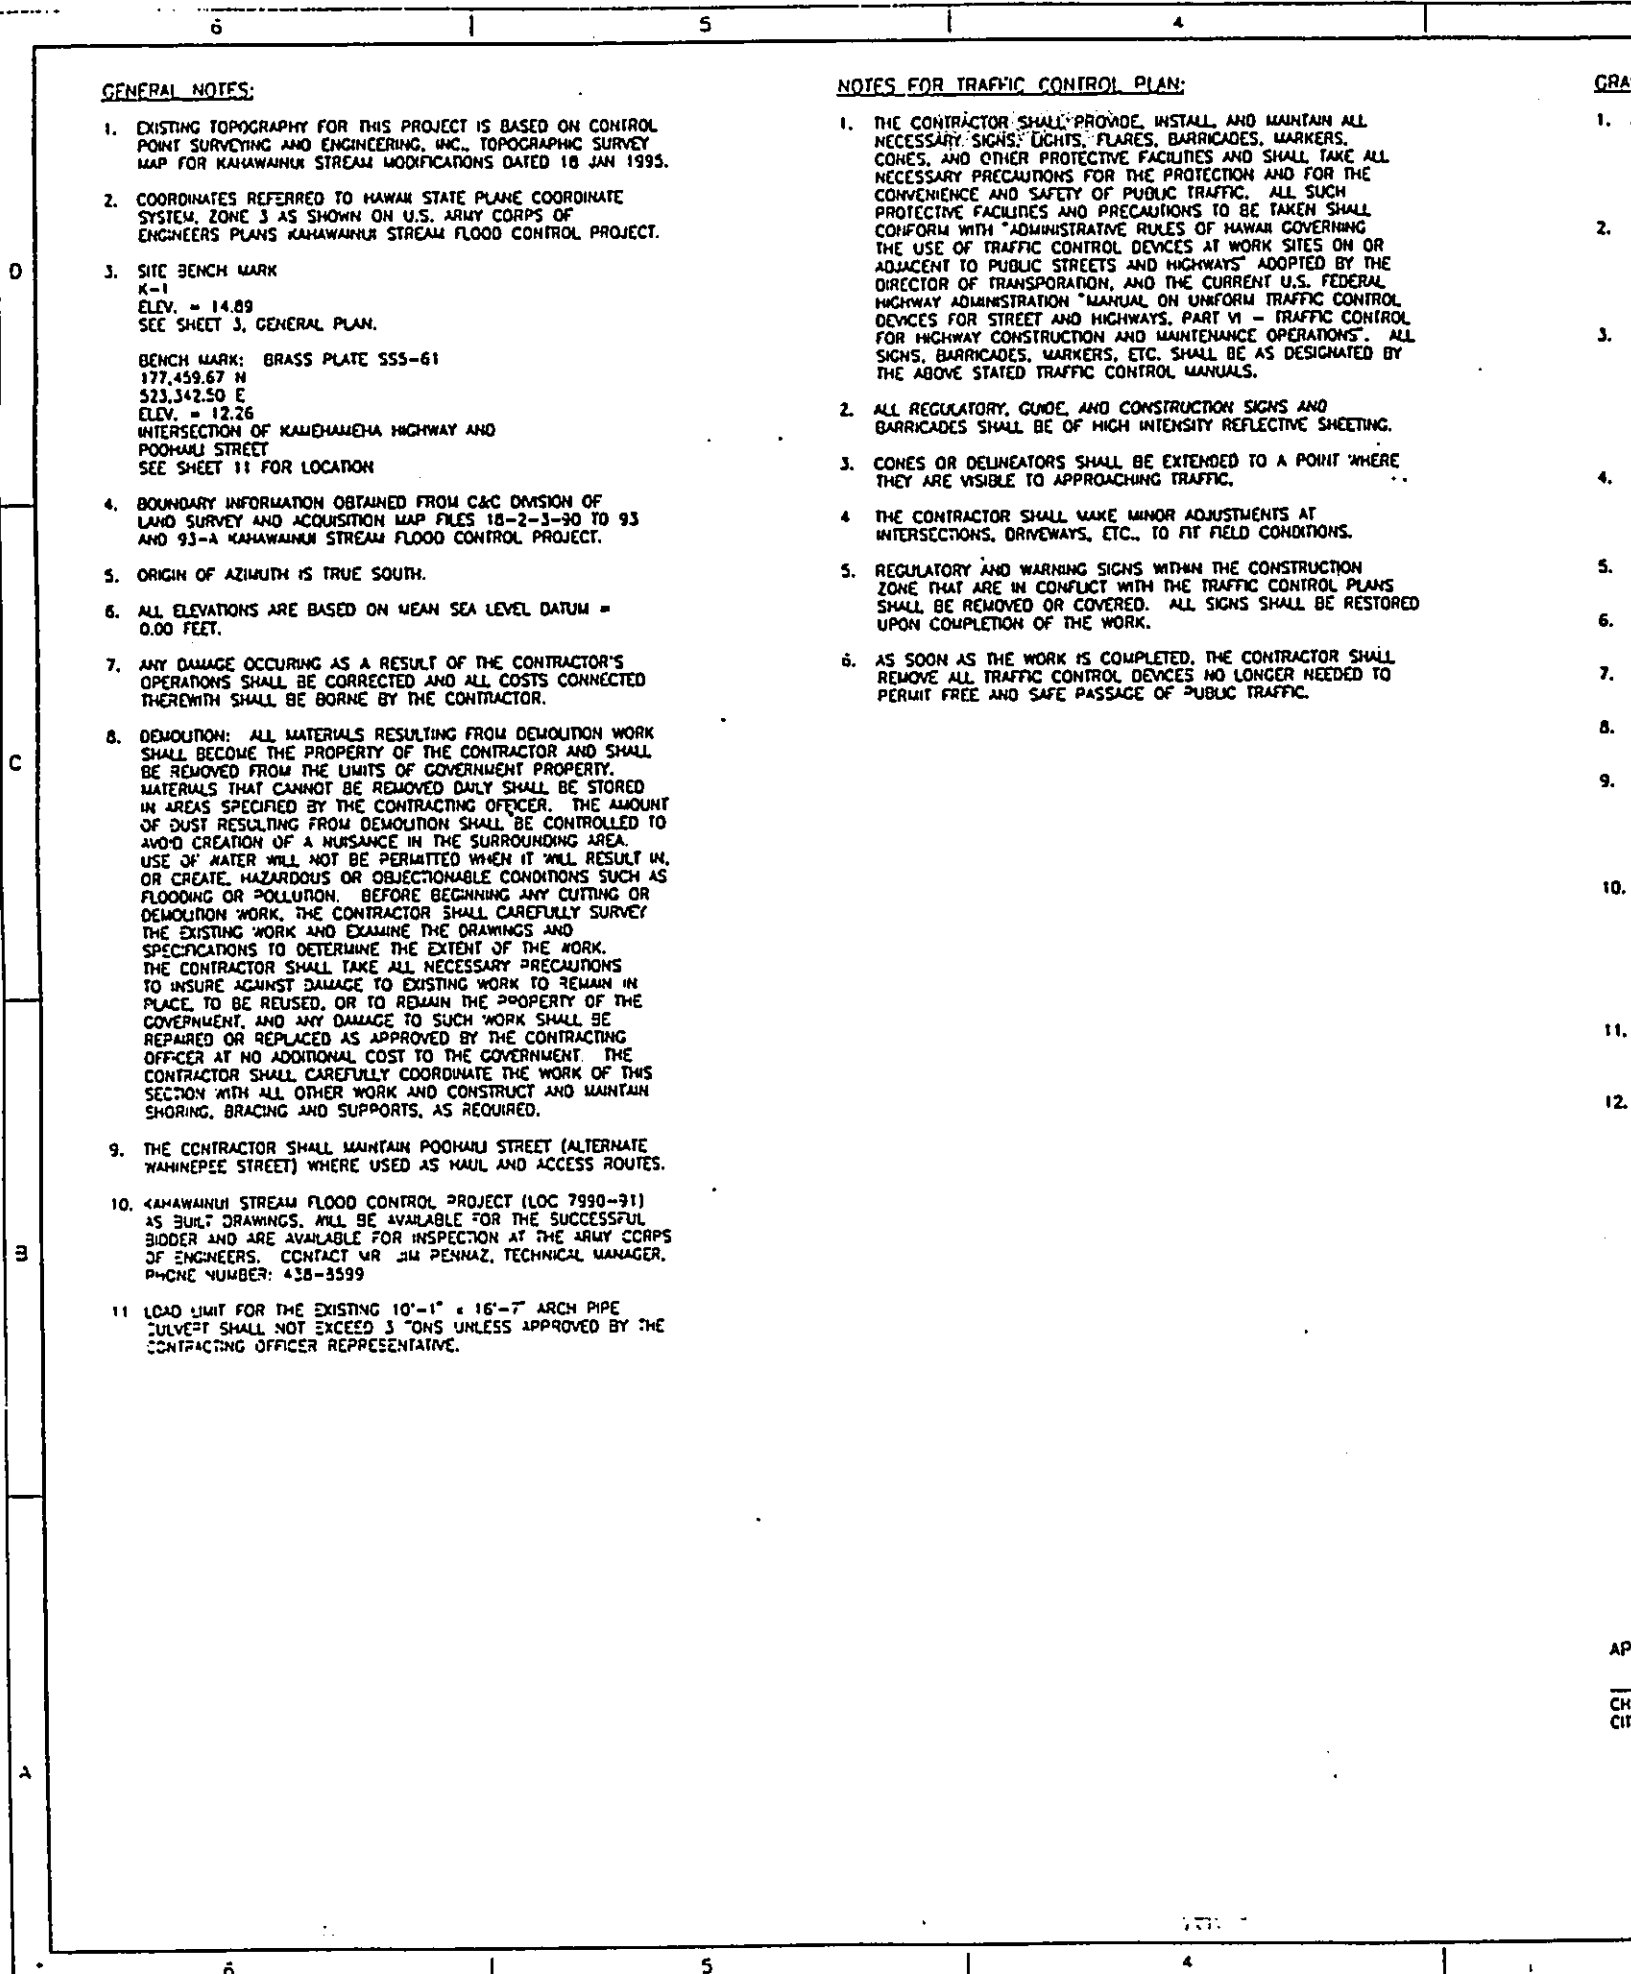 6 5 4
GENERAL NOTES:
1. EXISTING TOPOGRAPHY FOR THIS PROJECT IS BASED ON CONTROL
POINT SURVEYING AND ENGINEERING, INC., TOPOGRAPHIC SURVEY
MAP FOR KAHAWAINUI STREAM MODIFICATIONS DATED 18 JAN 1995.
2. COORDINATES REFERRED TO HAWAII STATE PLANE COORDINATE
SYSTEM, ZONE 3 AS SHOWN ON U.S. ARMY CORPS OF
ENGINEERS PLANS KAHAWAINUI STREAM FLOOD CONTROL PROJECT.
3. SITE BENCH MARK
K-1
ELEV. = 14.89
SEE SHEET 3, GENERAL PLAN.
BENCH MARK: BRASS PLATE SSS-61
177,459.67 N
523,342.50 E
ELEV. = 12.26
INTERSECTION OF KAMEHAMEHA HIGHWAY AND
POOHAILI STREET
SEE SHEET 11 FOR LOCATION
4. BOUNDARY INFORMATION OBTAINED FROM C&C DIVISION OF
LAND SURVEY AND ACQUISITION MAP FILES 18-2-3-90 TO 93
AND 93-A KAHAWAINUI STREAM FLOOD CONTROL PROJECT.
5. ORIGIN OF AZIMUTH IS TRUE SOUTH.
6. ALL ELEVATIONS ARE BASED ON MEAN SEA LEVEL DATUM =
0.00 FEET.
7. ANY DAMAGE OCCURING AS A RESULT OF THE CONTRACTOR'S
OPERATIONS SHALL BE CORRECTED AND ALL COSTS CONNECTED
THEREWITH SHALL BE BORNE BY THE CONTRACTOR.
8. DEMOLITION: ALL MATERIALS RESULTING FROM DEMOLITION WORK
SHALL BECOME THE PROPERTY OF THE CONTRACTOR AND SHALL
BE REMOVED FROM THE LIMITS OF GOVERNMENT PROPERTY.
MATERIALS THAT CANNOT BE REMOVED DAILY SHALL BE STORED
IN AREAS SPECIFIED BY THE CONTRACTING OFFICER. THE AMOUNT
OF DUST RESULTING FROM DEMOLITION SHALL BE CONTROLLED TO
AVOID CREATION OF A NUISANCE IN THE SURROUNDING AREA.
USE OF WATER WILL NOT BE PERMITTED WHEN IT WILL RESULT IN,
OR CREATE, HAZARDOUS OR OBJECTIONABLE CONDITIONS SUCH AS
FLOODING OR POLLUTION. BEFORE BEGINNING ANY CUTTING OR
DEMOLITION WORK, THE CONTRACTOR SHALL CAREFULLY SURVEY
THE EXISTING WORK AND EXAMINE THE DRAWINGS AND
SPECIFICATIONS TO DETERMINE THE EXTENT OF THE WORK.
THE CONTRACTOR SHALL TAKE ALL NECESSARY PRECAUTIONS
TO INSURE AGAINST DAMAGE TO EXISTING WORK TO REMAIN IN
PLACE, TO BE REUSED, OR TO REMAIN THE PROPERTY OF THE
GOVERNMENT, AND ANY DAMAGE TO SUCH WORK SHALL BE
REPAIRED OR REPLACED AS APPROVED BY THE CONTRACTING
OFFICER AT NO ADDITIONAL COST TO THE GOVERNMENT. THE
CONTRACTOR SHALL CAREFULLY COORDINATE THE WORK OF THIS
SECTION WITH ALL OTHER WORK AND CONSTRUCT AND MAINTAIN
SHORING, BRACING AND SUPPORTS, AS REQUIRED.
9. THE CONTRACTOR SHALL MAINTAIN POOHAILI STREET (ALTERNATE
WAHINEPEE STREET) WHERE USED AS HAUL AND ACCESS ROUTES.
10. KAHAWAINUI STREAM FLOOD CONTROL PROJECT (LOC 7990-91)
AS BUILT DRAWINGS, WILL BE AVAILABLE FOR THE SUCCESSFUL
BIDDER AND ARE AVAILABLE FOR INSPECTION AT THE ARMY CORPS
OF ENGINEERS. CONTACT MR JIM PENNAZ, TECHNICAL MANAGER,
PHONE NUMBER: 438-3599
11 LOAD LIMIT FOR THE EXISTING 10'-1" x 16'-7" ARCH PIPE
CULVERT SHALL NOT EXCEED 3 TONS UNLESS APPROVED BY THE
CONTRACTING OFFICER REPRESENTATIVE.
NOTES FOR TRAFFIC CONTROL PLAN:
1. THE CONTRACTOR SHALL PROVIDE, INSTALL, AND MAINTAIN ALL
NECESSARY SIGNS, LIGHTS, FLARES, BARRICADES, MARKERS,
CONES, AND OTHER PROTECTIVE FACILITIES AND SHALL TAKE ALL
NECESSARY PRECAUTIONS FOR THE PROTECTION AND FOR THE
CONVENIENCE AND SAFETY OF PUBLIC TRAFFIC. ALL SUCH
PROTECTIVE FACILITIES AND PRECAUTIONS TO BE TAKEN SHALL
CONFORM WITH "ADMINISTRATIVE RULES OF HAWAII GOVERNING
THE USE OF TRAFFIC CONTROL DEVICES AT WORK SITES ON OR
ADJACENT TO PUBLIC STREETS AND HIGHWAYS" ADOPTED BY THE
DIRECTOR OF TRANSPORATION, AND THE CURRENT U.S. FEDERAL
HIGHWAY ADMINISTRATION "MANUAL ON UNIFORM TRAFFIC CONTROL
DEVICES FOR STREET AND HIGHWAYS, PART VI – TRAFFIC CONTROL
FOR HIGHWAY CONSTRUCTION AND MAINTENANCE OPERATIONS". ALL
SIGNS, BARRICADES, MARKERS, ETC. SHALL BE AS DESIGNATED BY
THE ABOVE STATED TRAFFIC CONTROL MANUALS.
2. ALL REGULATORY, GUIDE, AND CONSTRUCTION SIGNS AND
BARRICADES SHALL BE OF HIGH INTENSITY REFLECTIVE SHEETING.
3. CONES OR DELINEATORS SHALL BE EXTENDED TO A POINT WHERE
THEY ARE VISIBLE TO APPROACHING TRAFFIC.
4 THE CONTRACTOR SHALL MAKE MINOR ADJUSTMENTS AT
INTERSECTIONS, DRIVEWAYS, ETC., TO FIT FIELD CONDITIONS.
5. REGULATORY AND WARNING SIGNS WITHIN THE CONSTRUCTION
ZONE THAT ARE IN CONFLICT WITH THE TRAFFIC CONTROL PLANS
SHALL BE REMOVED OR COVERED. ALL SIGNS SHALL BE RESTORED
UPON COMPLETION OF THE WORK.
6. AS SOON AS THE WORK IS COMPLETED, THE CONTRACTOR SHALL
REMOVE ALL TRAFFIC CONTROL DEVICES NO LONGER NEEDED TO
PERMIT FREE AND SAFE PASSAGE OF PUBLIC TRAFFIC.
GRA
1.
2.
3.
4.
5.
6.
7.
8.
9.
10.
11.
12.
AP
CH
CIT
D
C
B
A
6 5 4